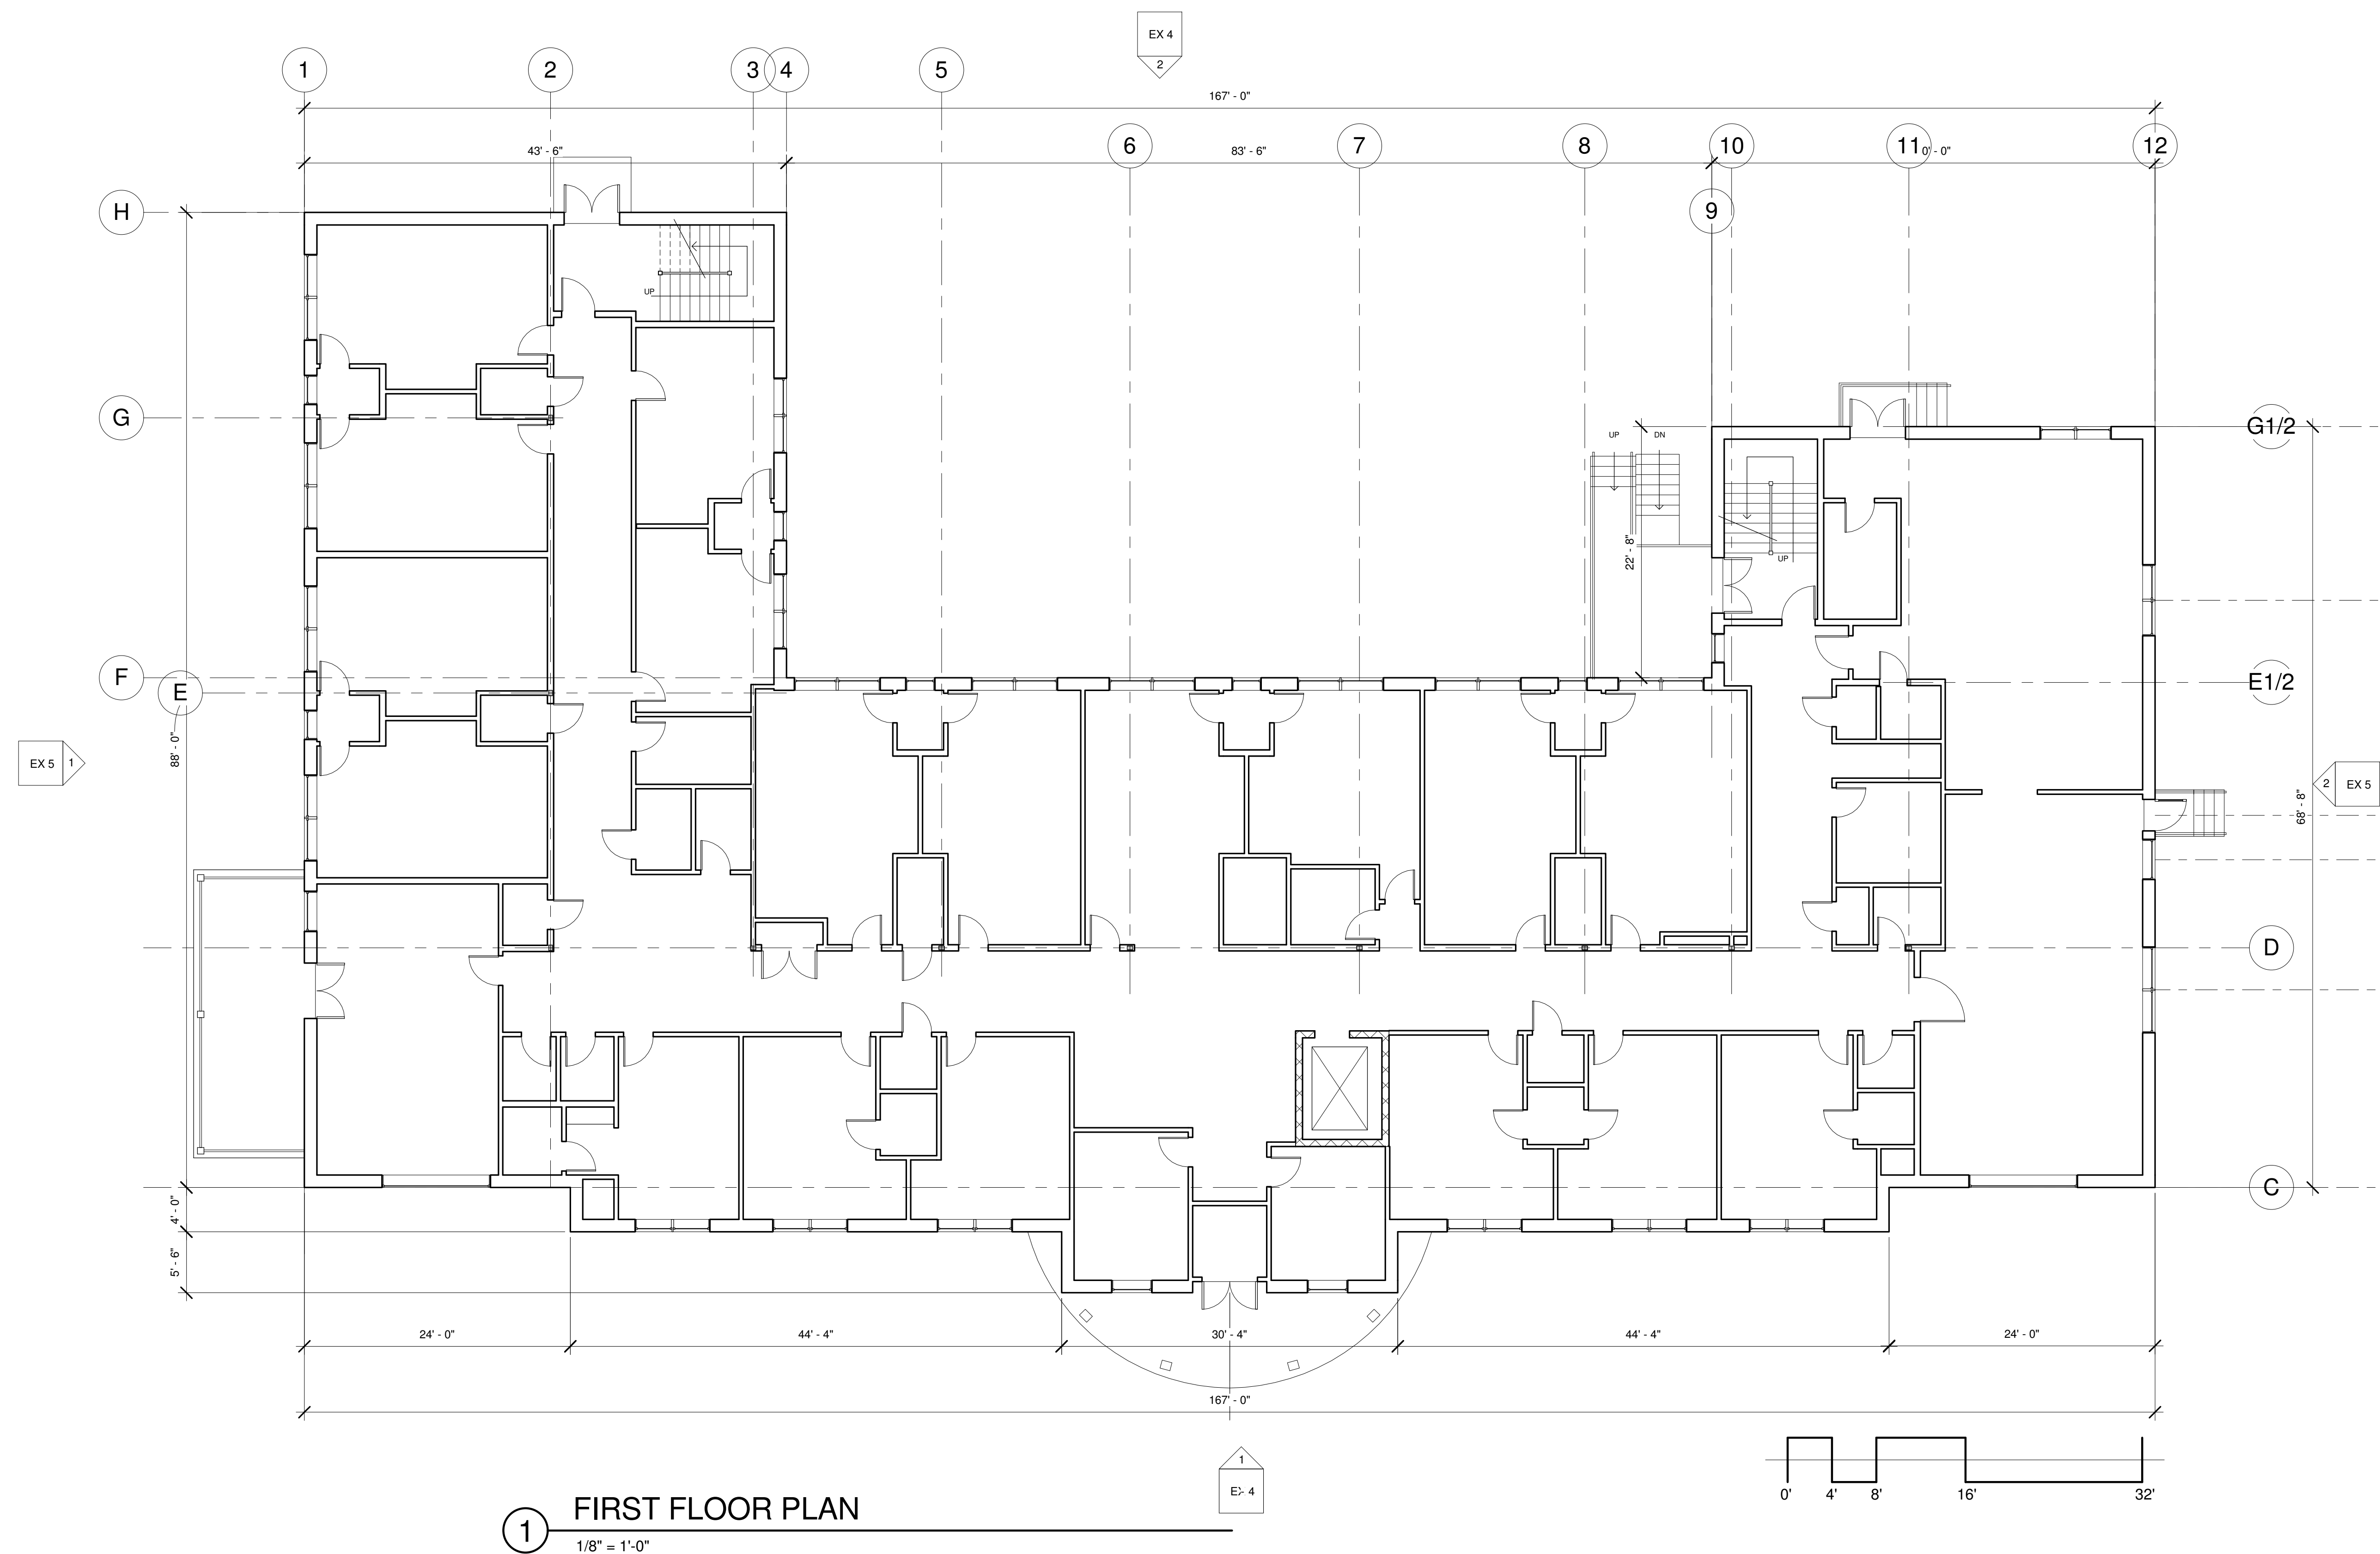 EX 4
2
1
2
3
4
5
167' - 0"
6
7
8
10
11
12
43' - 6"
83' - 6"
0' - 0"
H
9
UP
G
G1/2
UP
DN
22' - 8"
UP
F
E
E1/2
88' - 0"
EX 5
1
2
EX 5
68' - 8"
D
C
4' - 0"
5' - 6"
24' - 0"
44' - 4"
30' - 4"
44' - 4"
24' - 0"
167' - 0"
1
EX 4
0'
4'
8'
16'
32'
1
FIRST FLOOR PLAN
1/8" = 1'-0"